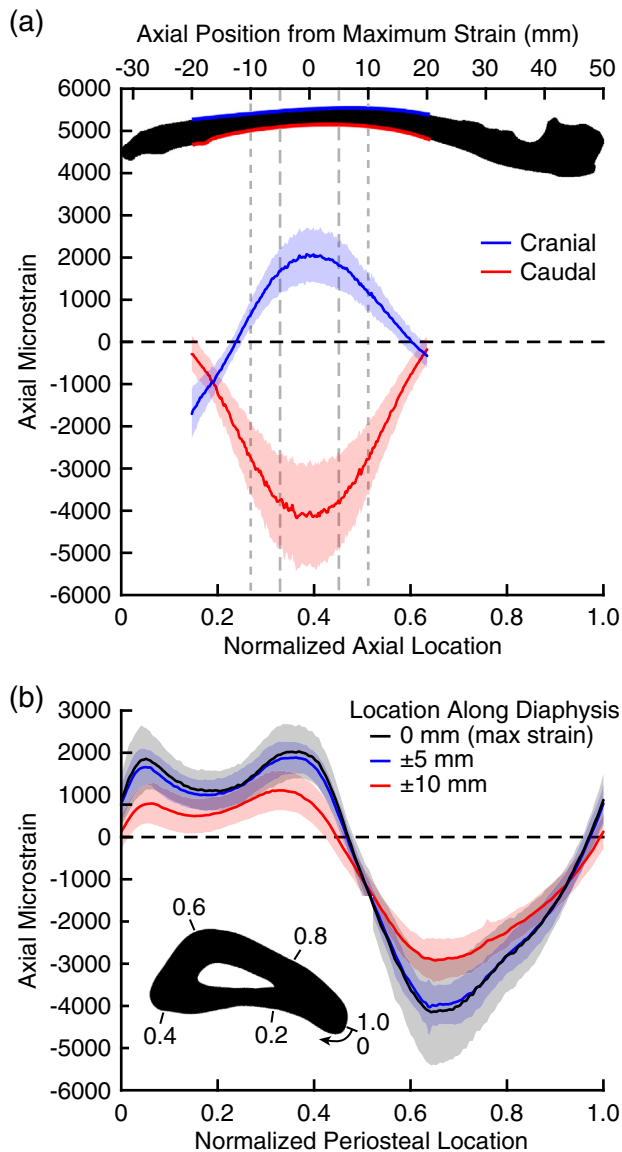 (a)
Axial Position from Maximum Strain (mm)
-30 -20 -10 0 10 20 30 40 50
6000
5000
4000
3000
2000
1000
0
-1000
-2000
-3000
-4000
-5000
-6000
Axial Microstrain
Cranial
Caudal
0 0.2 0.4 0.6 0.8 1.0
Normalized Axial Location
(b)
3000
2000
1000
0
-1000
-2000
-3000
-4000
-5000
-6000
Axial Microstrain
Location Along Diaphysis
0 mm (max strain)
±5 mm
±10 mm
0.6
0.8
0.4
0.2
1.0
0
0 0.2 0.4 0.6 0.8 1.0
Normalized Periosteal Location